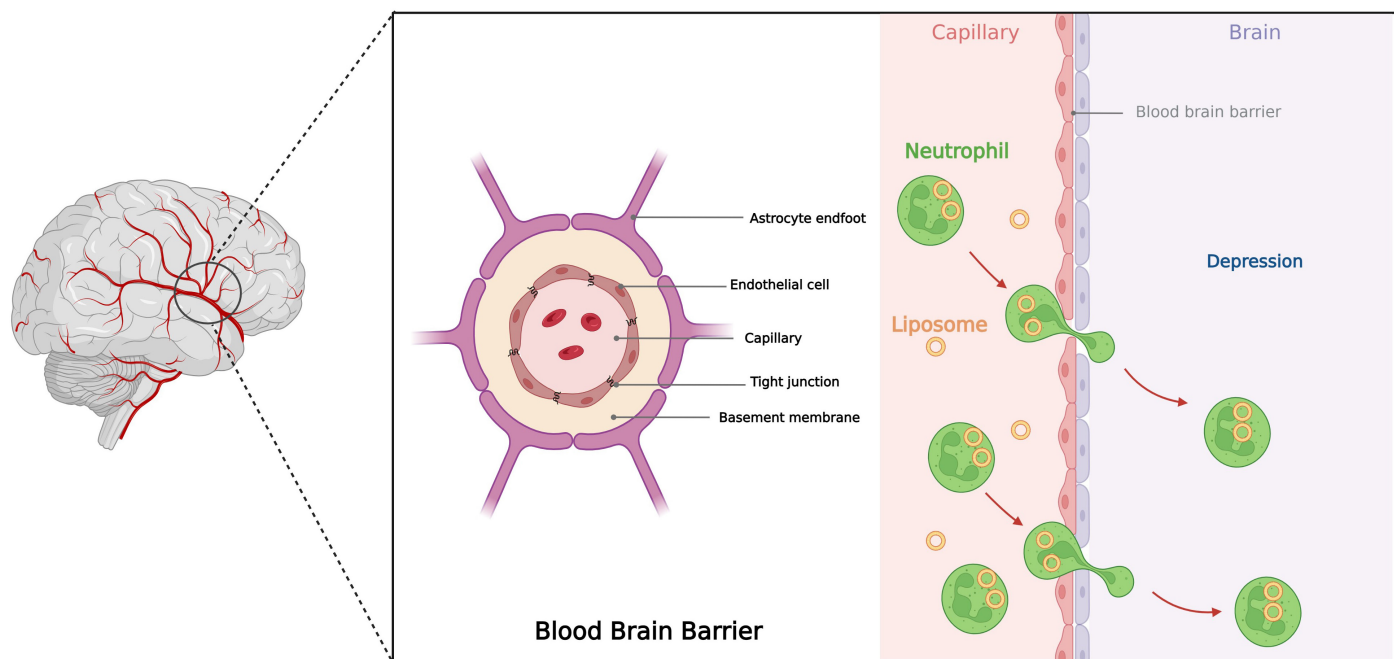 Capillary
Brain
Blood brain barrier
Neutrophil
Astrocyte endfoot
Depression
Endothelial cell
Liposome
Capillary
Tight junction
Basement membrane
Blood Brain Barrier